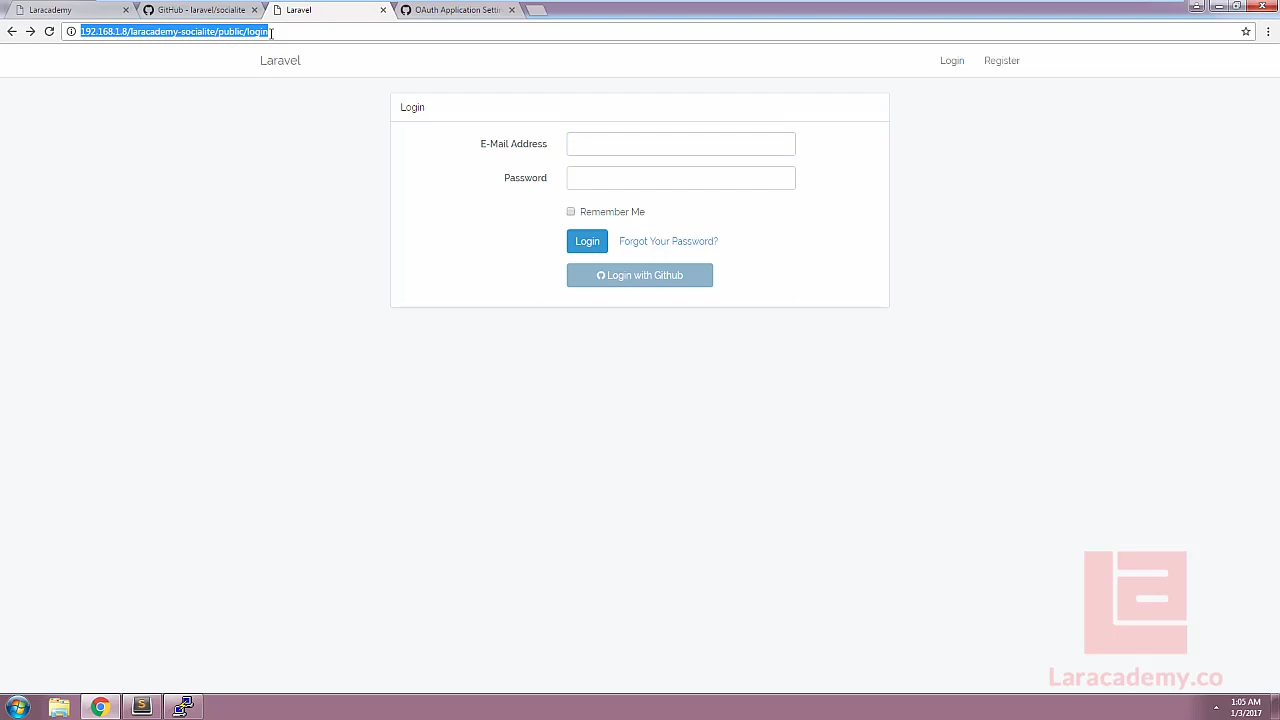 Laracademy
GitHub - laravel/socialite
Laravel
OAuth Application Settin
192.168.1.8/laracademy-socialite/public/login
Laravel
Login
Register
Login
E-Mail Address
Password
Remember Me
Login
Forgot Your Password?
Login with Github
Laracademy.co
S
1:05 AM
1/3/2017